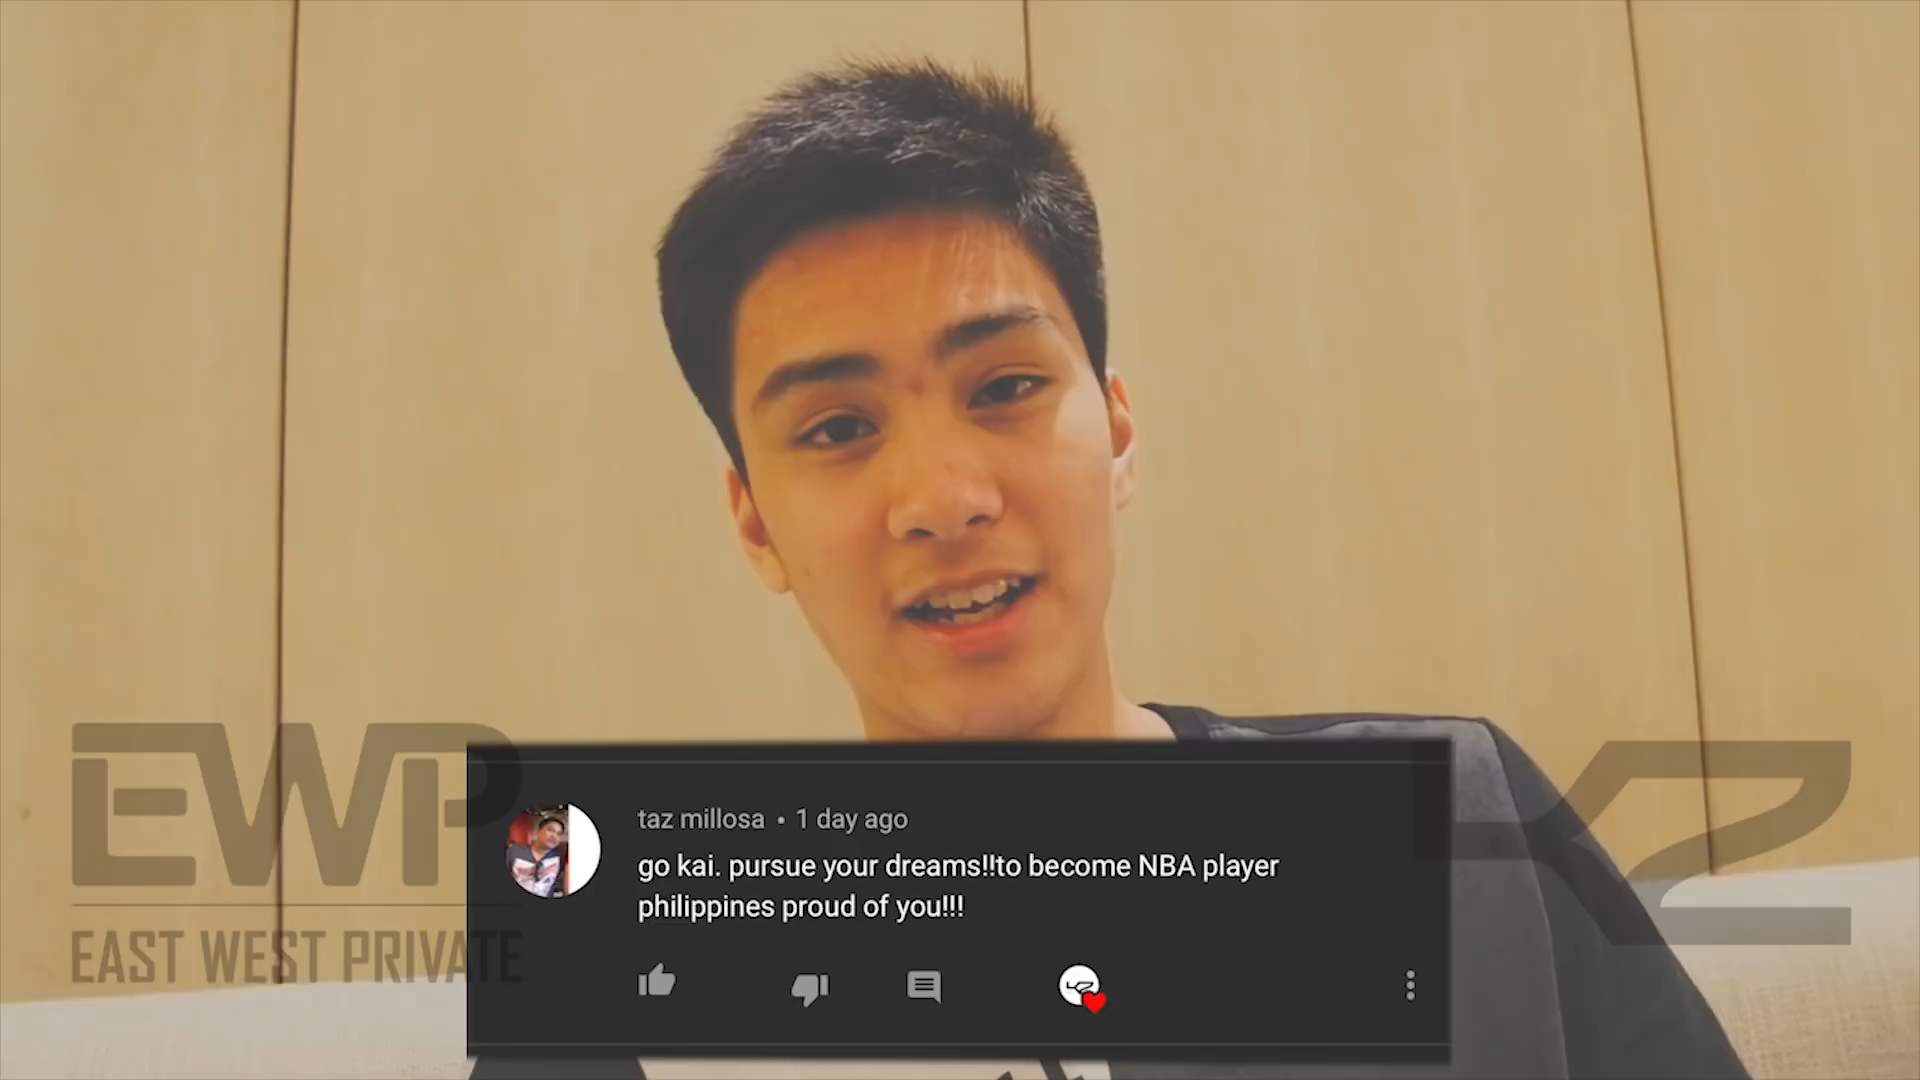 EWP
EAST WEST PRIVATE
taz millosa • 1 day ago
go kai. pursue your dreams!!to become NBA player
philippines proud of you!!!